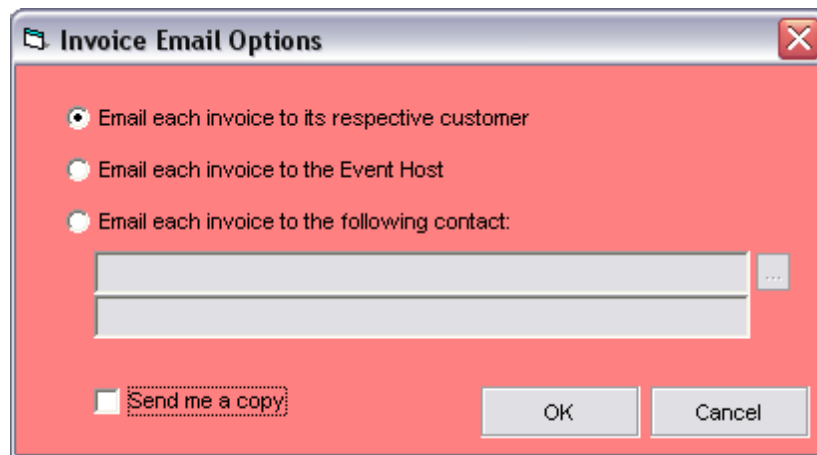 Invoice Email Options
Email each invoice to its respective customer
Email each invoice to the Event Host
Email each invoice to the following contact:
...
Send me a copy
OK
Cancel